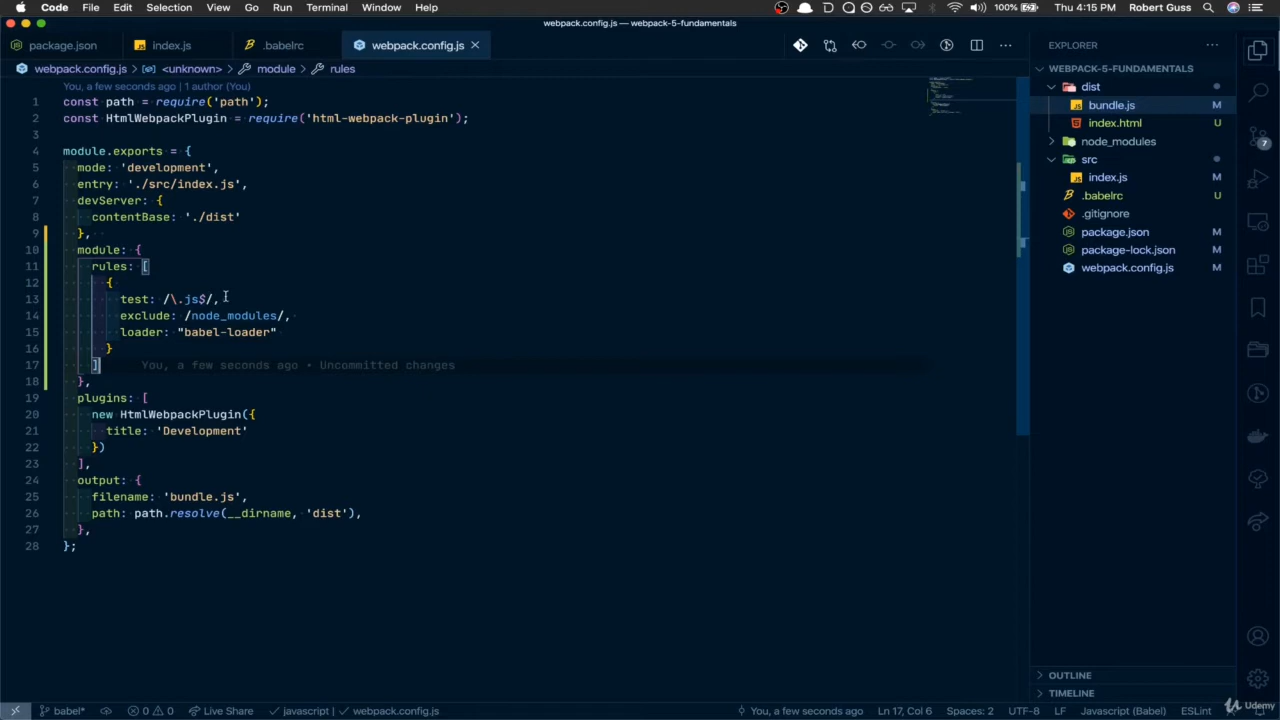 Code File Edit Selection View Go Run Terminal Window Help 100% Thu 4:15 PM Robert Guss
webpack.config.js — webpack-5-fundamentals
package.json index.js .babelrc webpack.config.js
EXPLORER
webpack.config.js > <unknown> > module > rules
WEBPACK-5-FUNDAMENTALS
You, a few seconds ago | 1 author (You)
1 const path = require('path');
2 const HtmlWebpackPlugin = require('html-webpack-plugin');
3
4 module.exports = {
5 mode: 'development',
6 entry: './src/index.js',
7 devServer: {
8 contentBase: './dist'
9 },
10 module: {
11 rules: [
12 {
13 test: /\.js$/,
14 exclude: /node_modules/,
15 loader: "babel-loader"
16 }
17 ] You, a few seconds ago • Uncommitted changes
18 },
19 plugins: [
20 new HtmlWebpackPlugin({
21 title: 'Development'
22 })
23 ],
24 output: {
25 filename: 'bundle.js',
26 path: path.resolve(__dirname, 'dist'),
27 },
28 };
dist
bundle.js M
index.html U
node_modules
src
index.js M
.babelrc U
.gitignore
package.json M
package-lock.json M
webpack.config.js M
7
OUTLINE
TIMELINE
babel* 0 0 Live Share javascript | webpack.config.js You, a few seconds ago Ln 17, Col 6 Spaces: 2 UTF-8 LF Javascript (Babel) ESLint
Udemy